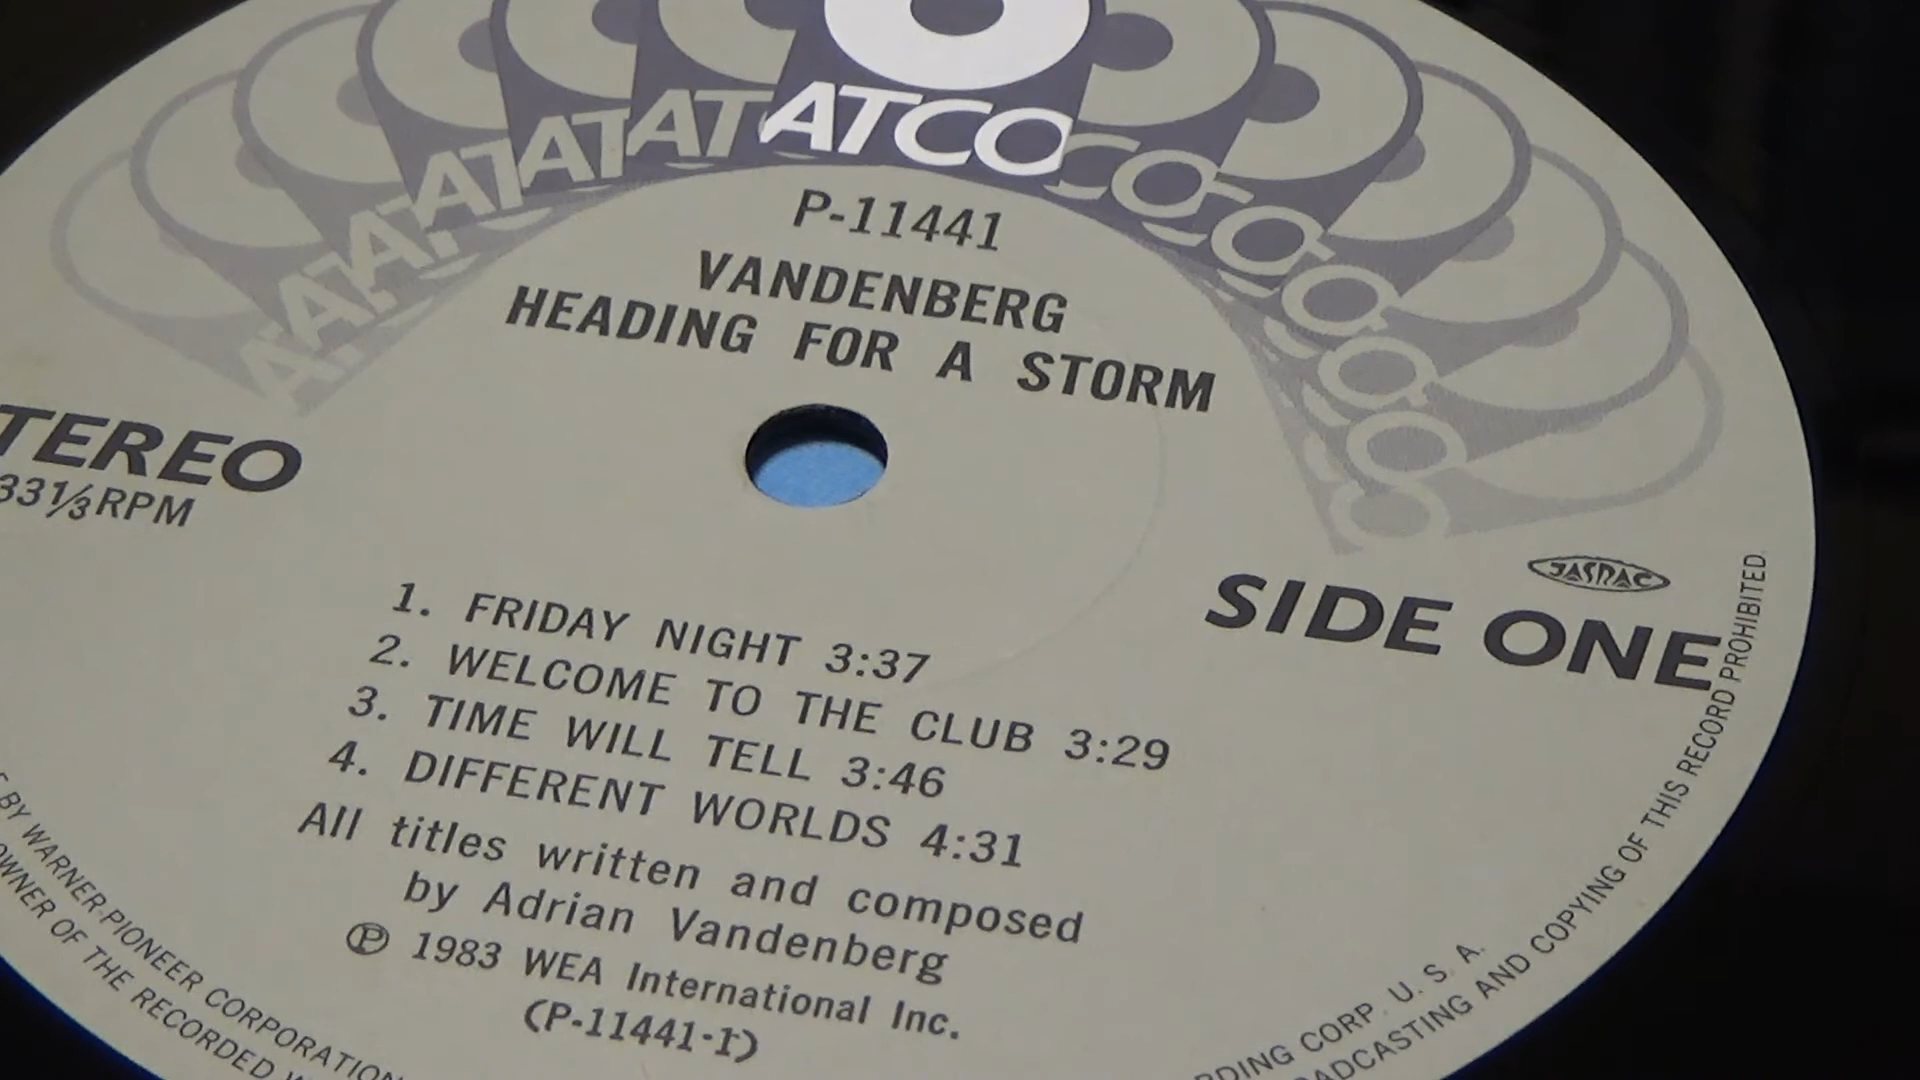 ATCO
P-11441
VANDENBERG
HEADING FOR A STORM
TEREO
33⅓ RPM
JASRAC
SIDE ONE
1. FRIDAY NIGHT 3:37
2. WELCOME TO THE CLUB 3:29
3. TIME WILL TELL 3:46
4. DIFFERENT WORLDS 4:31
All titles written and composed
by Adrian Vandenberg
℗ 1983 WEA International Inc.
(P-11441-1)
BY WARNER-PIONEER CORPORATION
OWNER OF THE RECORDED
CORP. U. S. A.
AND COPYING OF THIS RECORD PROHIBITED.